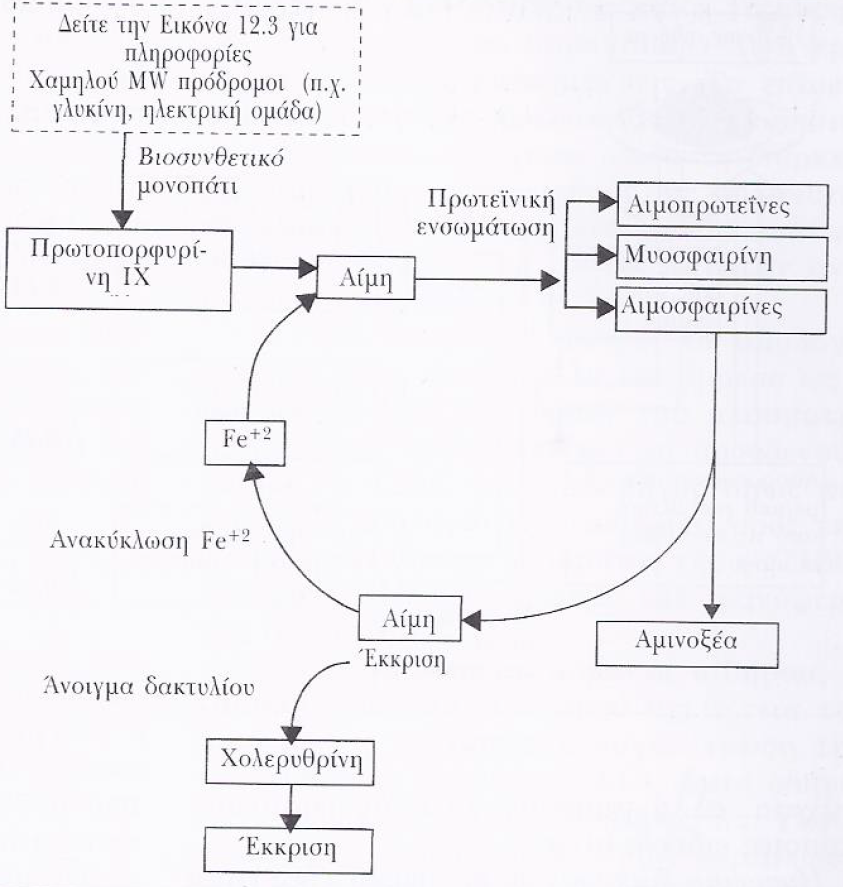 Δείτε την Εικόνα 12.3 για
πληροφορίες
Χαμηλού MW πρόδρομοι (π.χ.
γλυκίνη, ηλεκτρική ομάδα)
Βιοσυνθετικό
μονοπάτι
Πρωτοπορφυρί-
νη IX
Αίμη
Πρωτεϊνική
ενσωμάτωση
Αιμοπρωτεΐνες
Μυοσφαιρίνη
Αιμοσφαιρίνες
Fe+2
Ανακύκλωση Fe+2
Αίμη
Αμινοξέα
Έκκριση
Άνοιγμα δακτυλίου
Χολερυθρίνη
Έκκριση